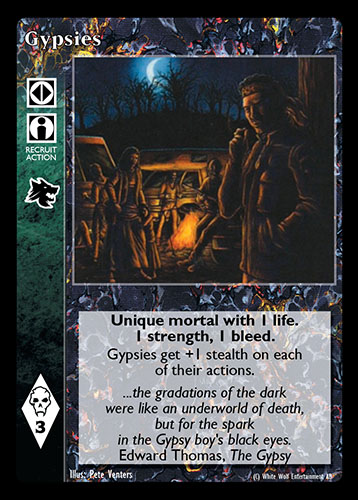 Gypsies
RECRUIT
ACTION
Unique mortal with 1 life.
1 strength, 1 bleed.
Gypsies get +1 stealth on each
of their actions.
...the gradations of the dark
were like an underworld of death,
but for the spark
in the Gypsy boy's black eyes.
Edward Thomas, The Gypsy
3
Illus: Pete Venters
(C) White Wolf Entertainment AB